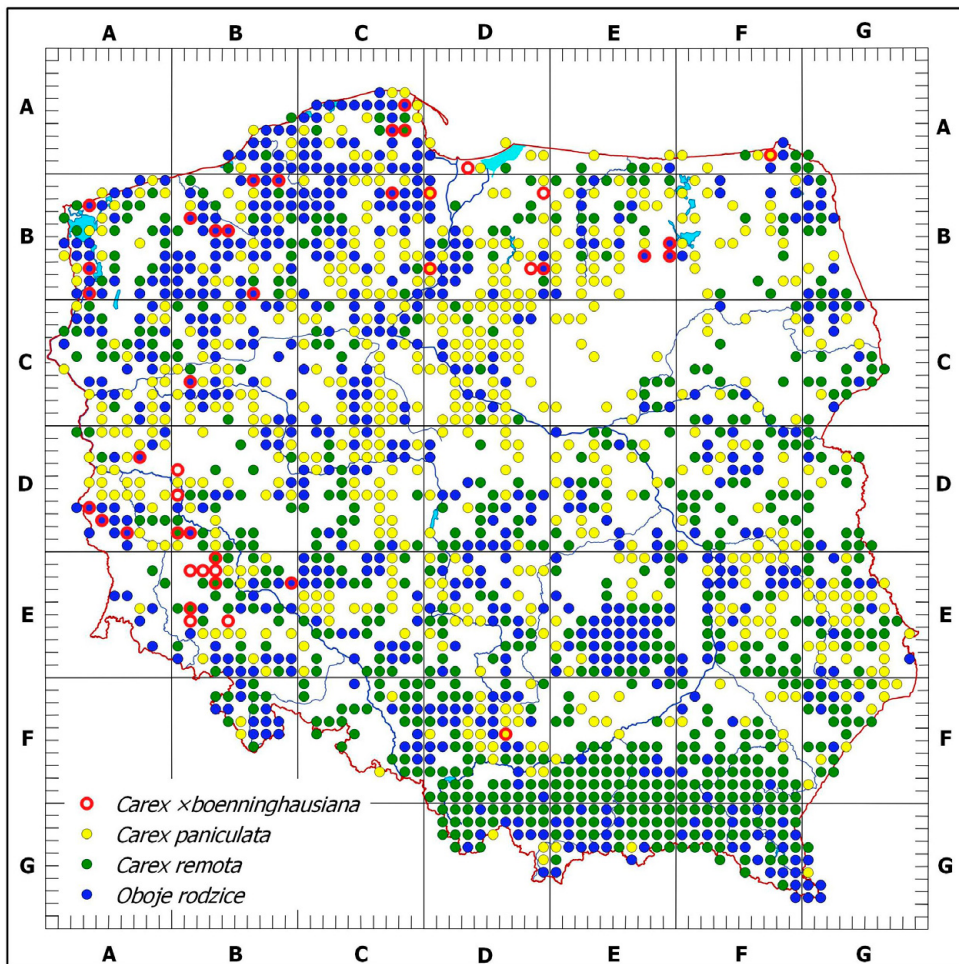 A B C D E F G
A A
B B
C C
D D
E E
F F
G G
Carex ×boenninghausiana
Carex paniculata
Carex remota
Oboje rodzice
A B C D E F G